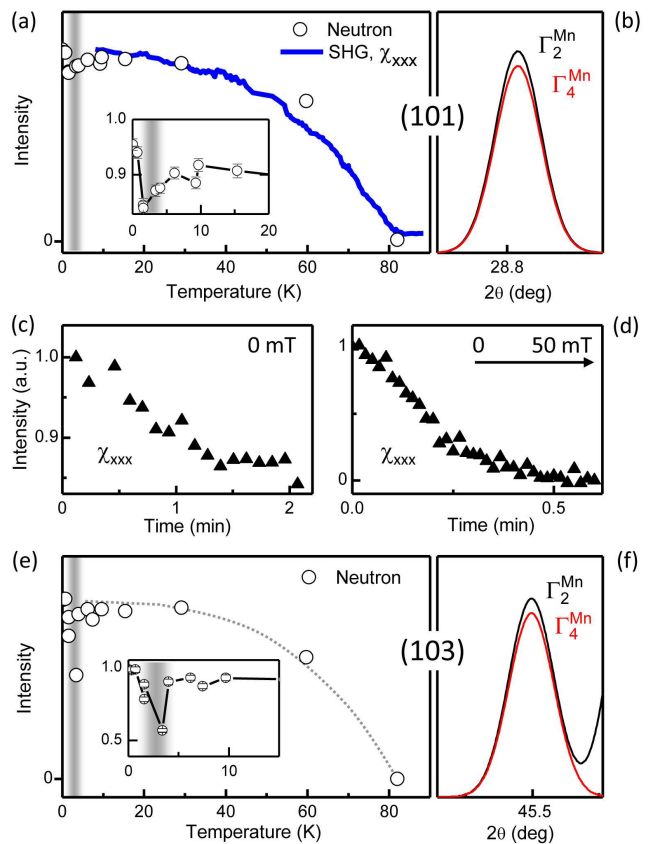 (a)
Neutron
SHG, χxxx
Intensity
1.0
0.9
0
10
20
0
0
20
40
60
80
Temperature (K)
(101)
(b)
Γ₂ᴹⁿ
Γ₄ᴹⁿ
28.8
2θ (deg)
(c)
0 mT
Intensity (a.u.)
1.0
0.9
χxxx
0
1
2
Time (min)
(d)
0 50 mT
1
0
χxxx
0.0
0.5
Time (min)
(e)
Neutron
Intensity
1.0
0.5
0
10
0
0
20
40
60
80
Temperature (K)
(103)
(f)
Γ₂ᴹⁿ
Γ₄ᴹⁿ
45.5
2θ (deg)